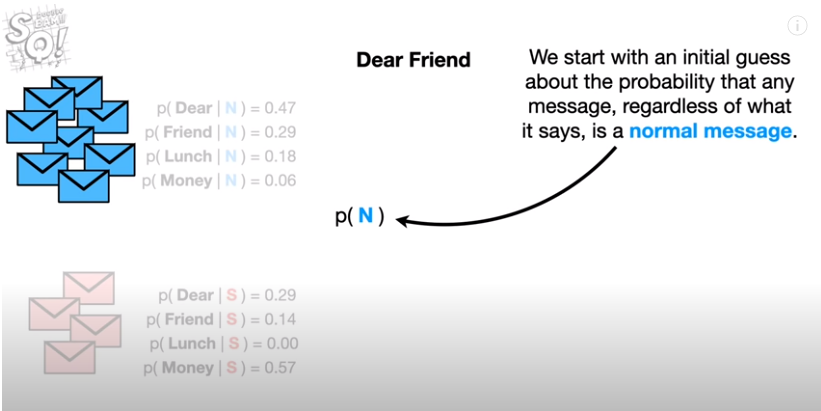 Dear Friend
We start with an initial guess
about the probability that any
message, regardless of what
it says, is a normal message.
p( Dear | N ) = 0.47
p( Friend | N ) = 0.29
p( Lunch | N ) = 0.18
p( Money | N ) = 0.06
p( N )
p( Dear | S ) = 0.29
p( Friend | S ) = 0.14
p( Lunch | S ) = 0.00
p( Money | S ) = 0.57